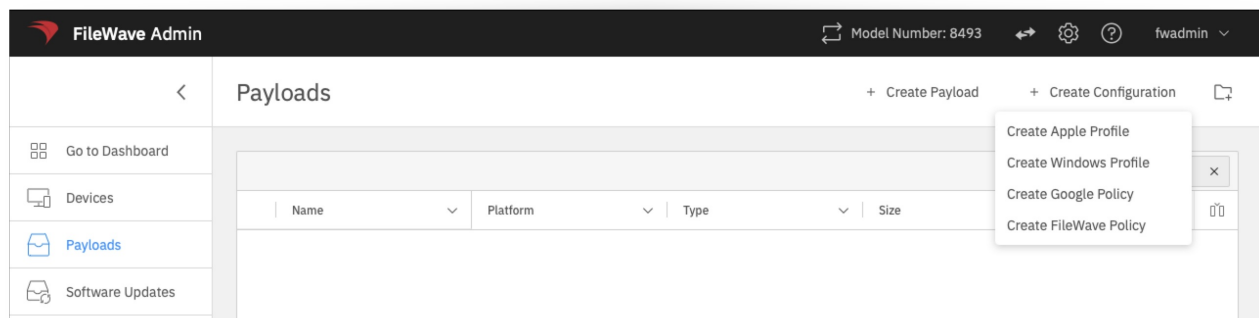 FileWave Admin
Model Number: 8493
fwadmin
Payloads
+ Create Payload
+ Create Configuration
Create Apple Profile
Create Windows Profile
Create Google Policy
Create FileWave Policy
Go to Dashboard
Devices
Payloads
Software Updates
Name
Platform
Type
Size